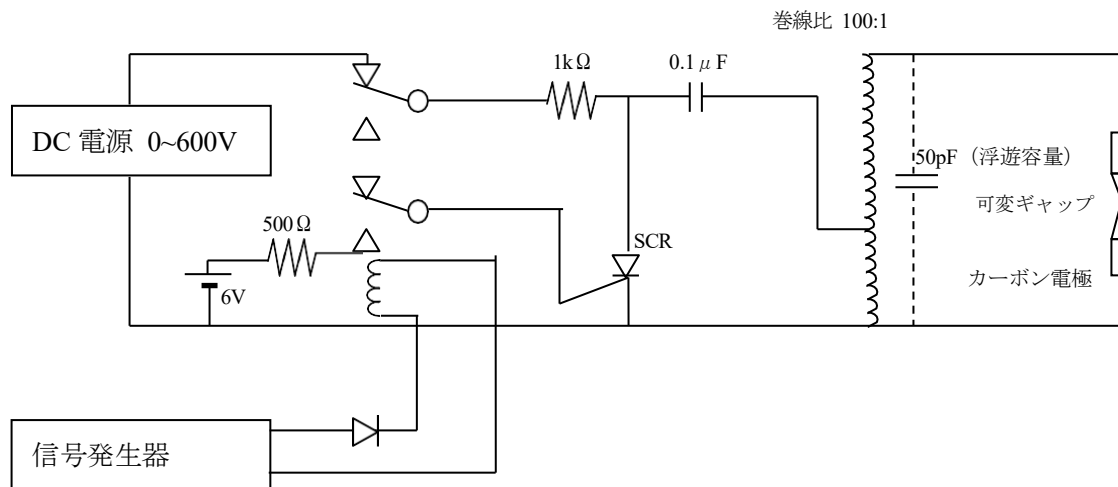 巻線比 100:1
1kΩ
0.1μF
DC 電源 0~600V
50pF（浮遊容量）
可変ギャップ
500Ω
SCR
カーボン電極
6V
信号発生器